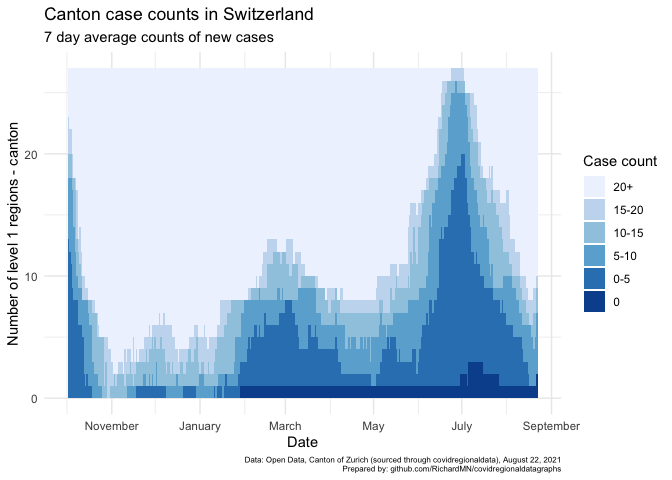 Canton case counts in Switzerland
7 day average counts of new cases
Number of level 1 regions - canton
20
10
0
November
January
March
May
July
September
Date
Case count
20+
15-20
10-15
5-10
0-5
0
Data: Open Data, Canton of Zurich (sourced through covidregionaldata), August 22, 2021
Prepared by: github.com/RichardMN/covidregionaldatagraphs